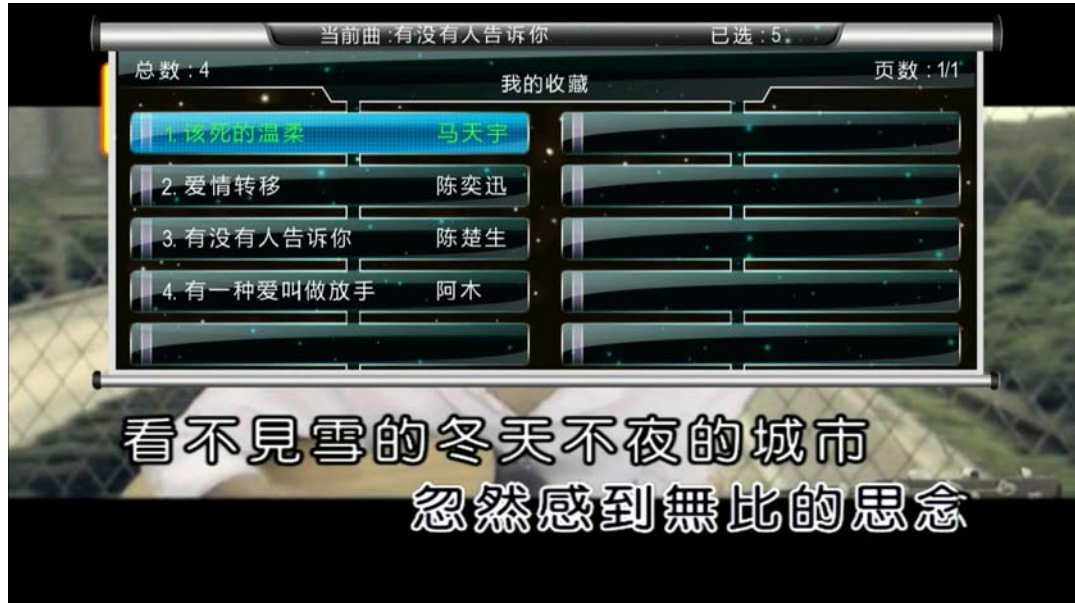 当前曲:有没有人告诉你 已选:5
总数:4 我的收藏 页数:1/1
1. 该死的温柔 马天宇
2. 爱情转移 陈奕迅
3. 有没有人告诉你 陈楚生
4. 有一种爱叫做放手 阿木
看不見雪的冬天不夜的城市
忽然感到無比的思念